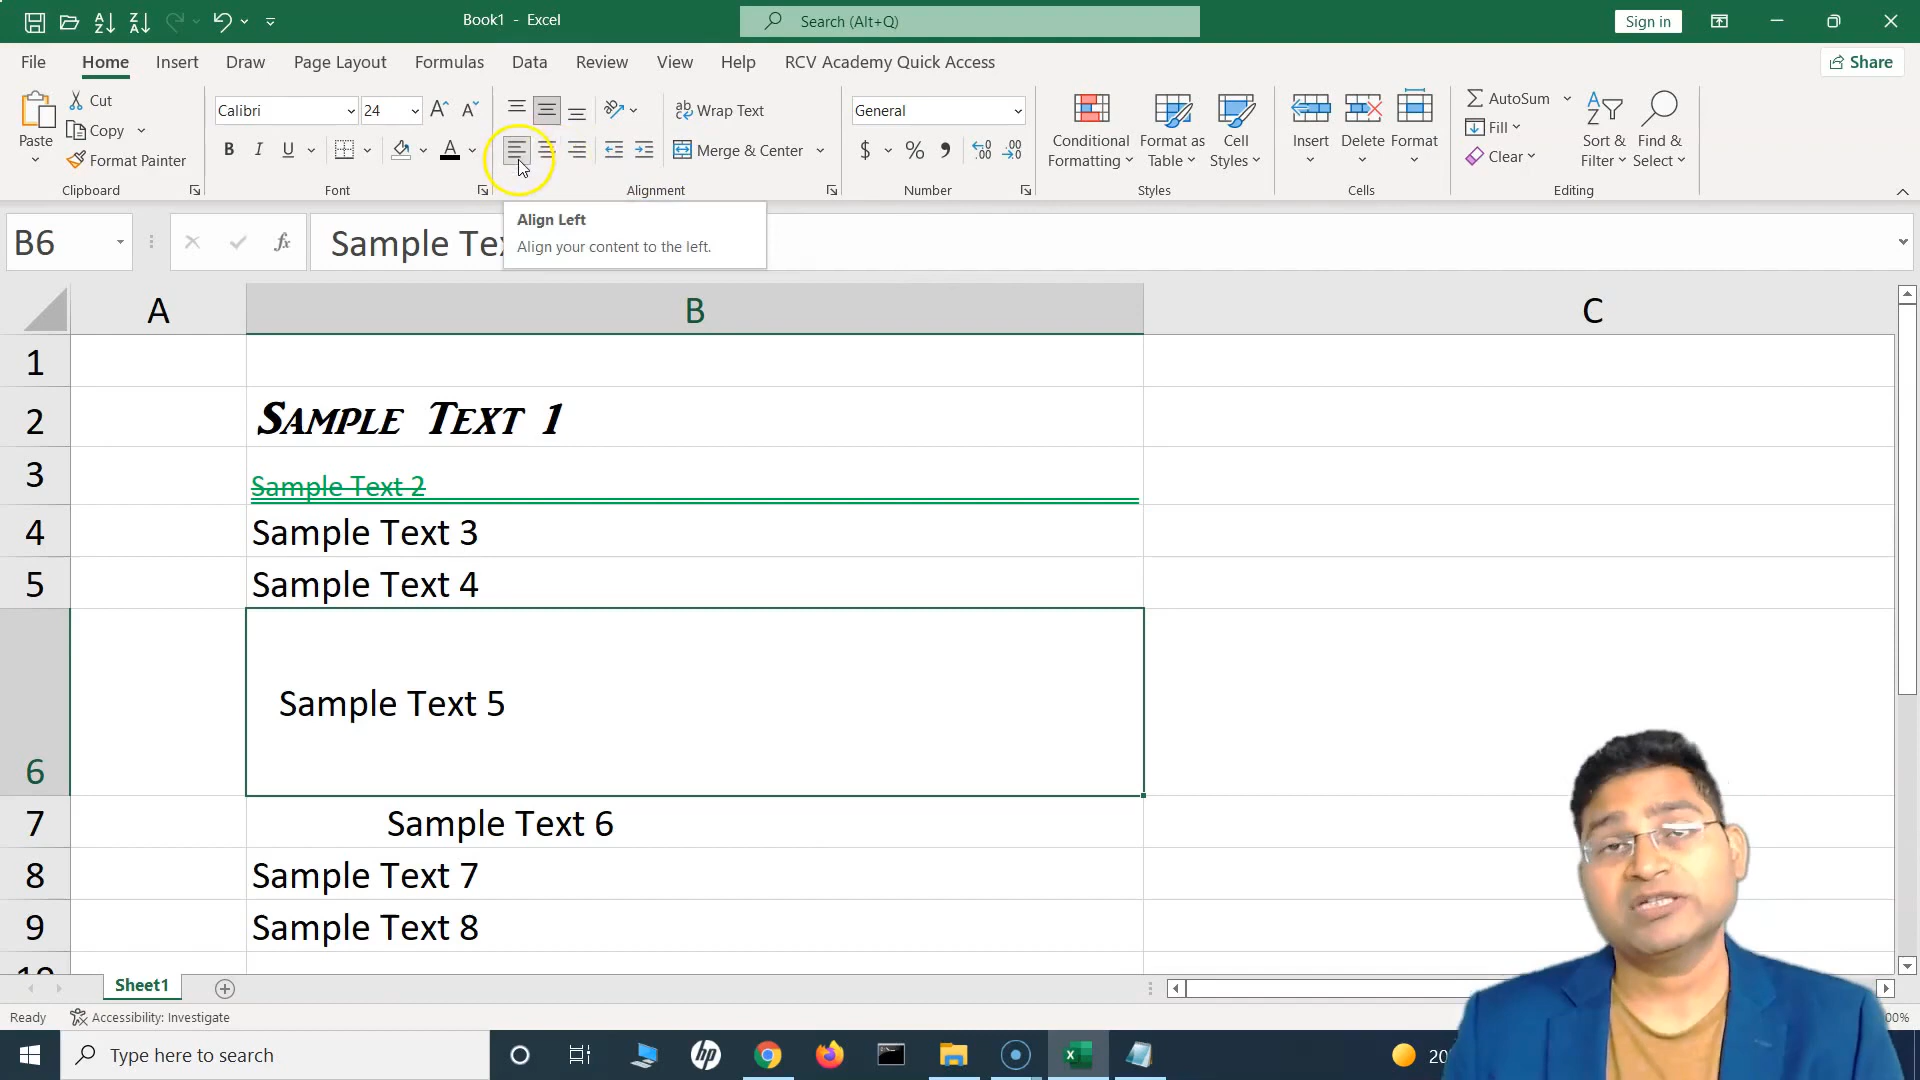 Book1 - Excel
Search (Alt+Q)
Sign in
File Home Insert Draw Page Layout Formulas Data Review View Help RCV Academy Quick Access
Share
Paste
Cut
Copy
Format Painter
Clipboard
Calibri 24
B I U
Font
Wrap Text
Merge & Center
Alignment
General
$ % ,
Number
Conditional Formatting
Format as Table
Cell Styles
Styles
Insert Delete Format
Cells
AutoSum
Fill
Clear
Sort & Filter
Find & Select
Editing
Align Left
Align your content to the left.
B6
fx
Sample Tex
A B C
1
2 SAMPLE TEXT 1
3 Sample Text 2
4 Sample Text 3
5 Sample Text 4
6 Sample Text 5
7 Sample Text 6
8 Sample Text 7
9 Sample Text 8
10
Sheet1
Ready Accessibility: Investigate
Type here to search
hp